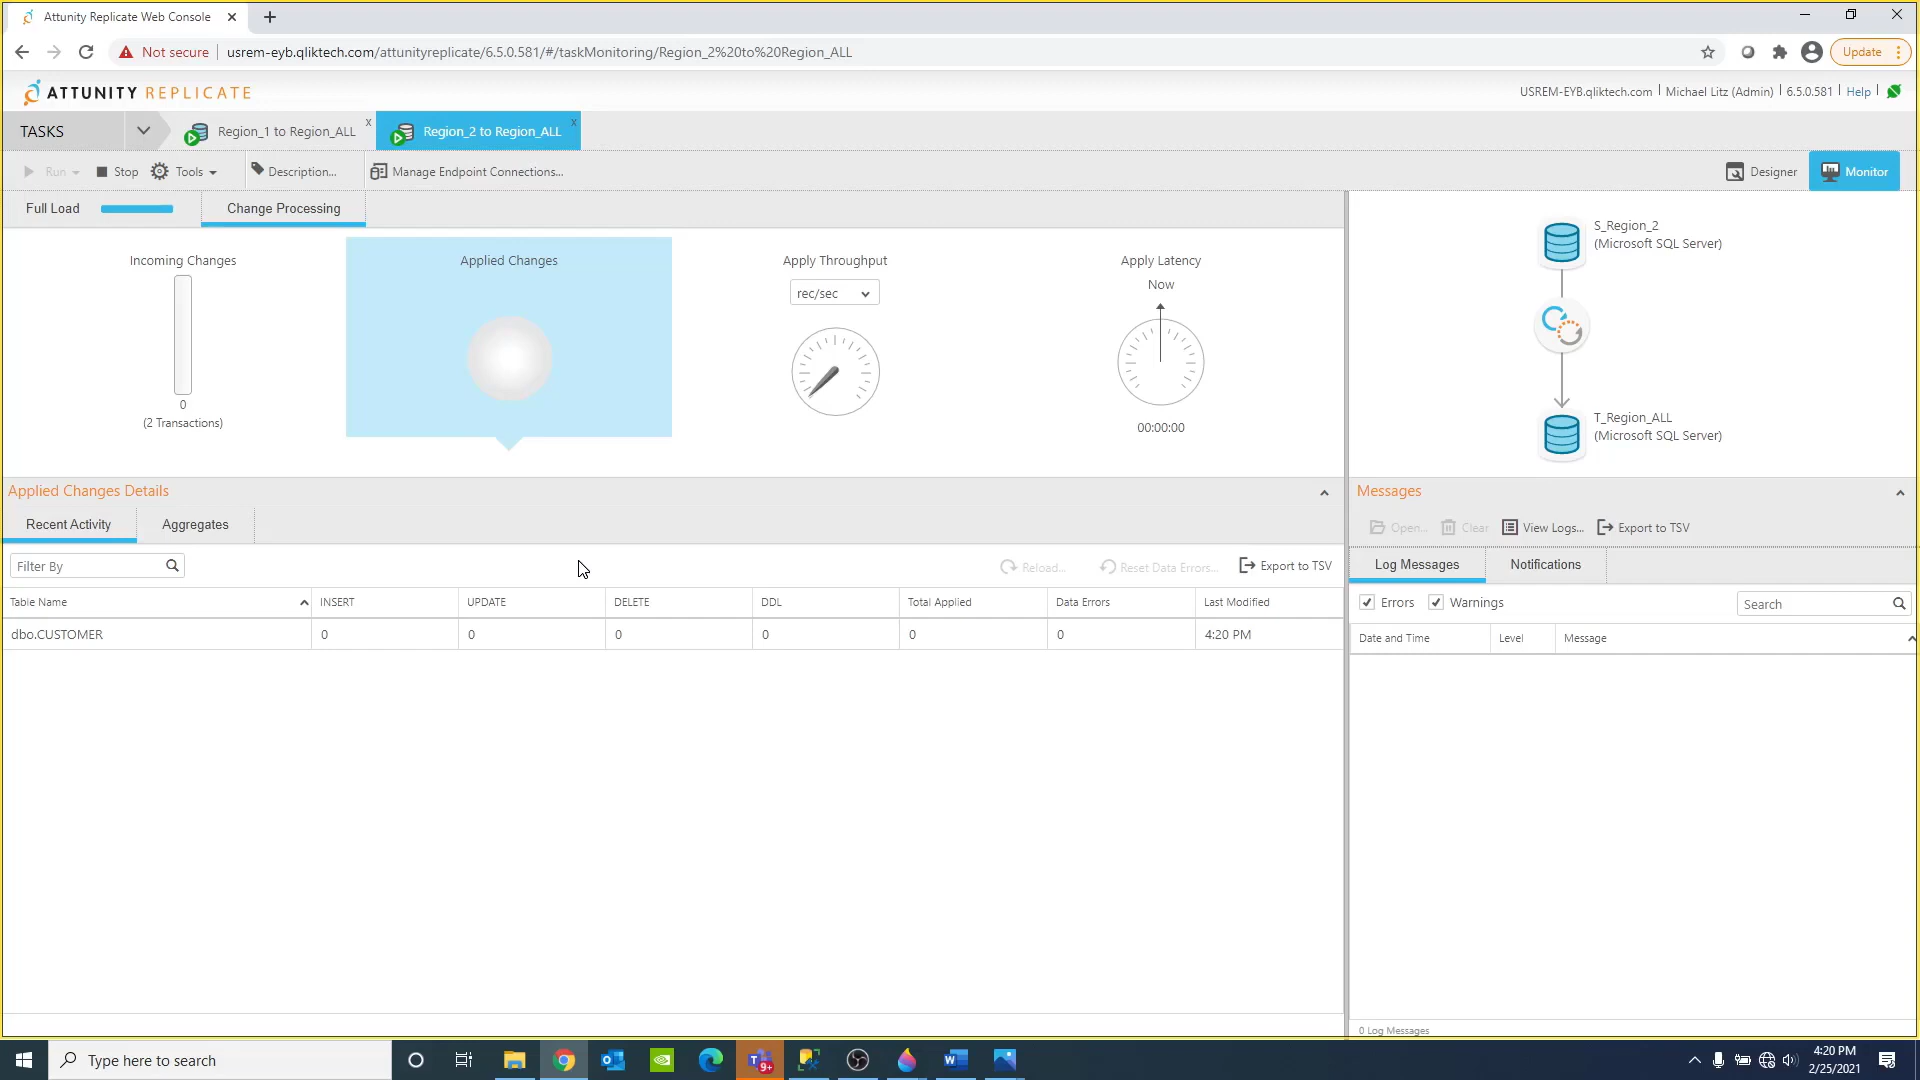 Attunity Replicate Web Console
Not secure usrem-eyb.qliktech.com/attunityreplicate/6.5.0.581/#/taskMonitoring/Region_2%20to%20Region_ALL Update
ATTUNITY REPLICATE USREM-EYB.qliktech.com | Michael Litz (Admin) | 6.5.0.581 | Help |
TASKS Region_1 to Region_ALL x Region_2 to Region_ALL x
Run Stop Tools Description... Manage Endpoint Connections... Designer Monitor
Full Load Change Processing
S_Region_2
(Microsoft SQL Server)
Incoming Changes Applied Changes Apply Throughput Apply Latency
Now
rec/sec
0
(2 Transactions)
00:00:00
T_Region_ALL
(Microsoft SQL Server)
Applied Changes Details
Recent Activity Aggregates
Filter By Reload... Reset Data Errors... Export to TSV
Table Name INSERT UPDATE DELETE DDL Total Applied Data Errors Last Modified
dbo.CUSTOMER 0 0 0 0 0 0 4:20 PM
Messages
Open... Clear View Logs... Export to TSV
Log Messages Notifications
Errors Warnings Search
Date and Time Level Message
0 Log Messages
Type here to search
9+
4:20 PM
2/25/2021